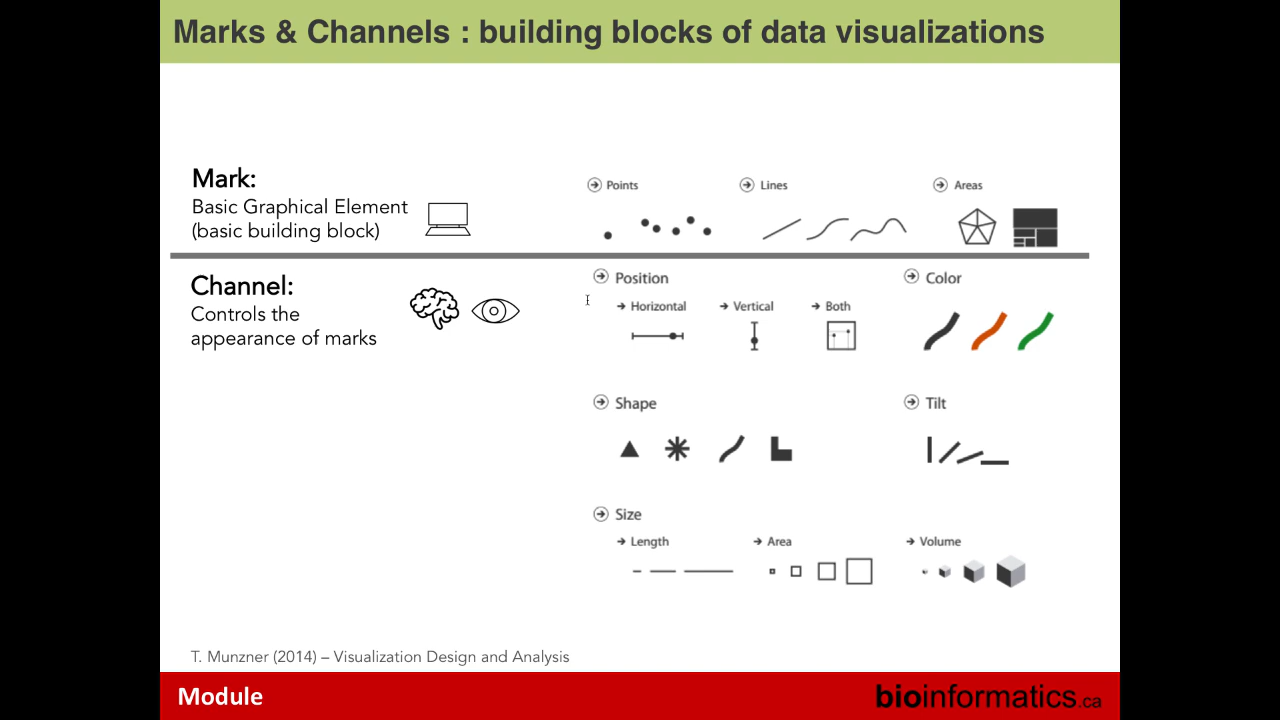 Marks & Channels : building blocks of data visualizations
Mark:
Basic Graphical Element
(basic building block)
Points
Lines
Areas
Channel:
Controls the
appearance of marks
Position
Horizontal
Vertical
Both
Color
Shape
Tilt
Size
Length
Area
Volume
T. Munzner (2014) – Visualization Design and Analysis
Module
bioinformatics.ca